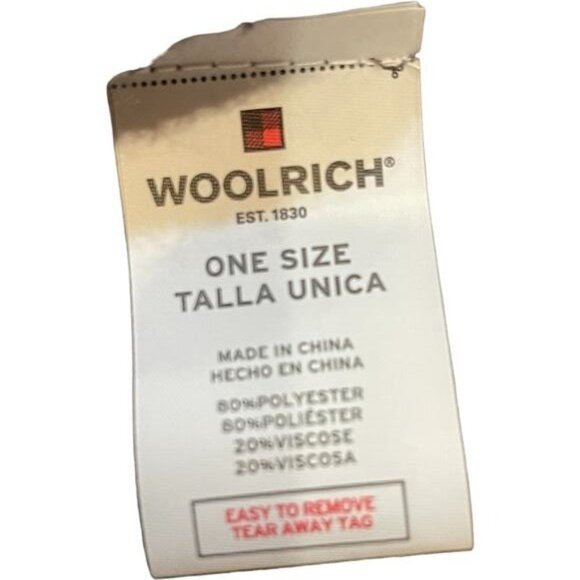 WOOLRICH®
EST. 1830
ONE SIZE
TALLA UNICA
MADE IN CHINA
HECHO EN CHINA
80%POLYESTER
80%POLIÉSTER
20%VISCOSE
20%VISCOSA
EASY TO REMOVE
TEAR AWAY TAG